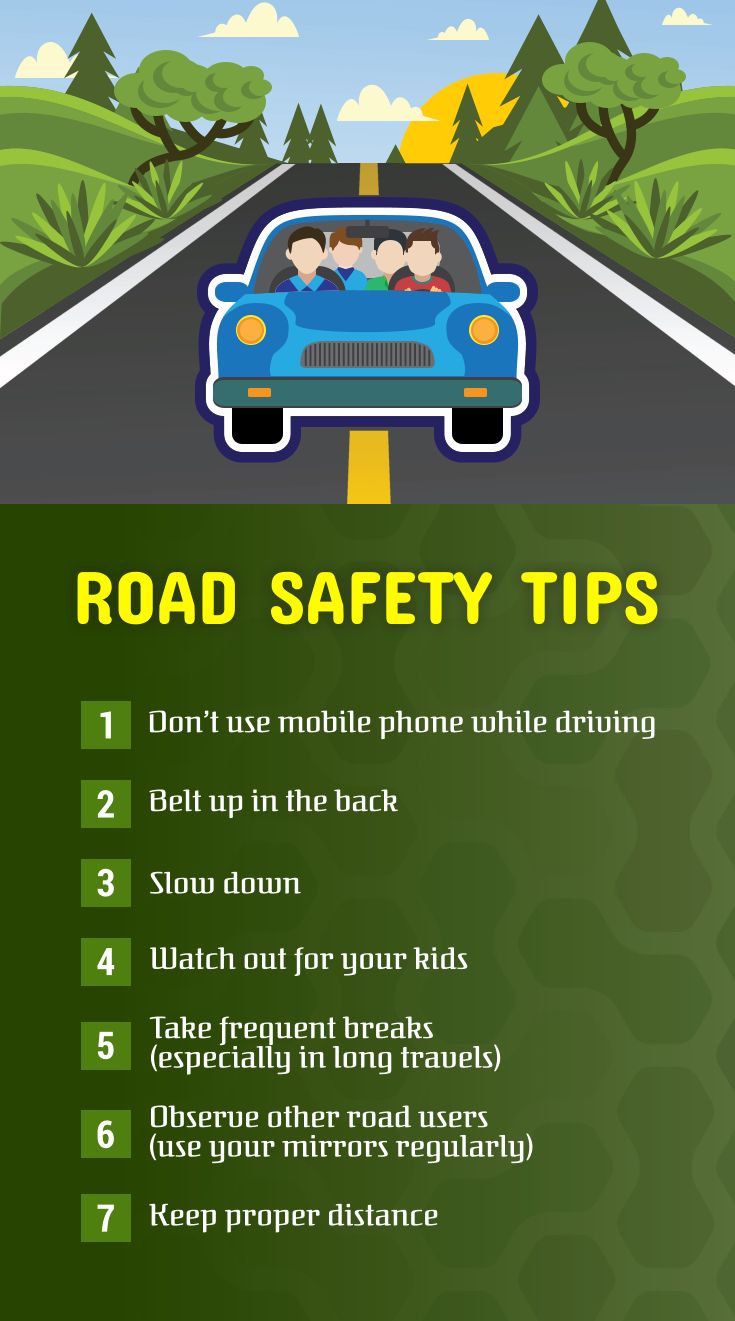 ROAD SAFETY TIPS
1 Don't use mobile phone while driving
2 Belt up in the back
3 Slow down
4 Watch out for your kids
5 Take frequent breaks
(especially in long travels)
6 Observe other road users
(use your mirrors regularly)
7 Keep proper distance